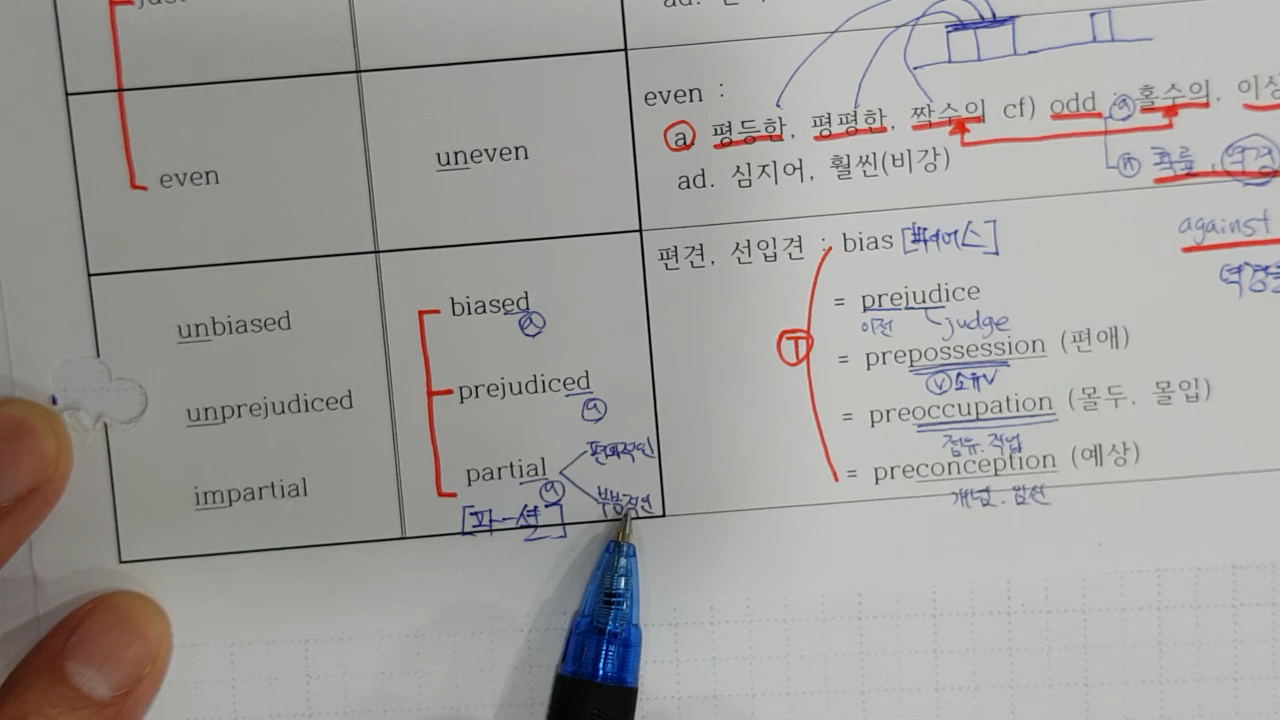 even
uneven
even :
ⓐ 평등한, 평평한, 짝수의 cf) odd : ⓐ 홀수의. 이상
ⓝ 확률,
ad. 심지어, 훨씬(비강)
unbiased
unprejudiced
impartial
biased
ⓐ
prejudiced
ⓐ
partial
ⓐ
편파적인
부분적인
[파-셜]
편견, 선입견 : bias [바이어스]
= prejudice
이전 judge
= prepossession (편애)
ⓥ 소유
= preoccupation (몰두, 몰입)
점유. 직업
= preconception (예상)
개념.
T
against